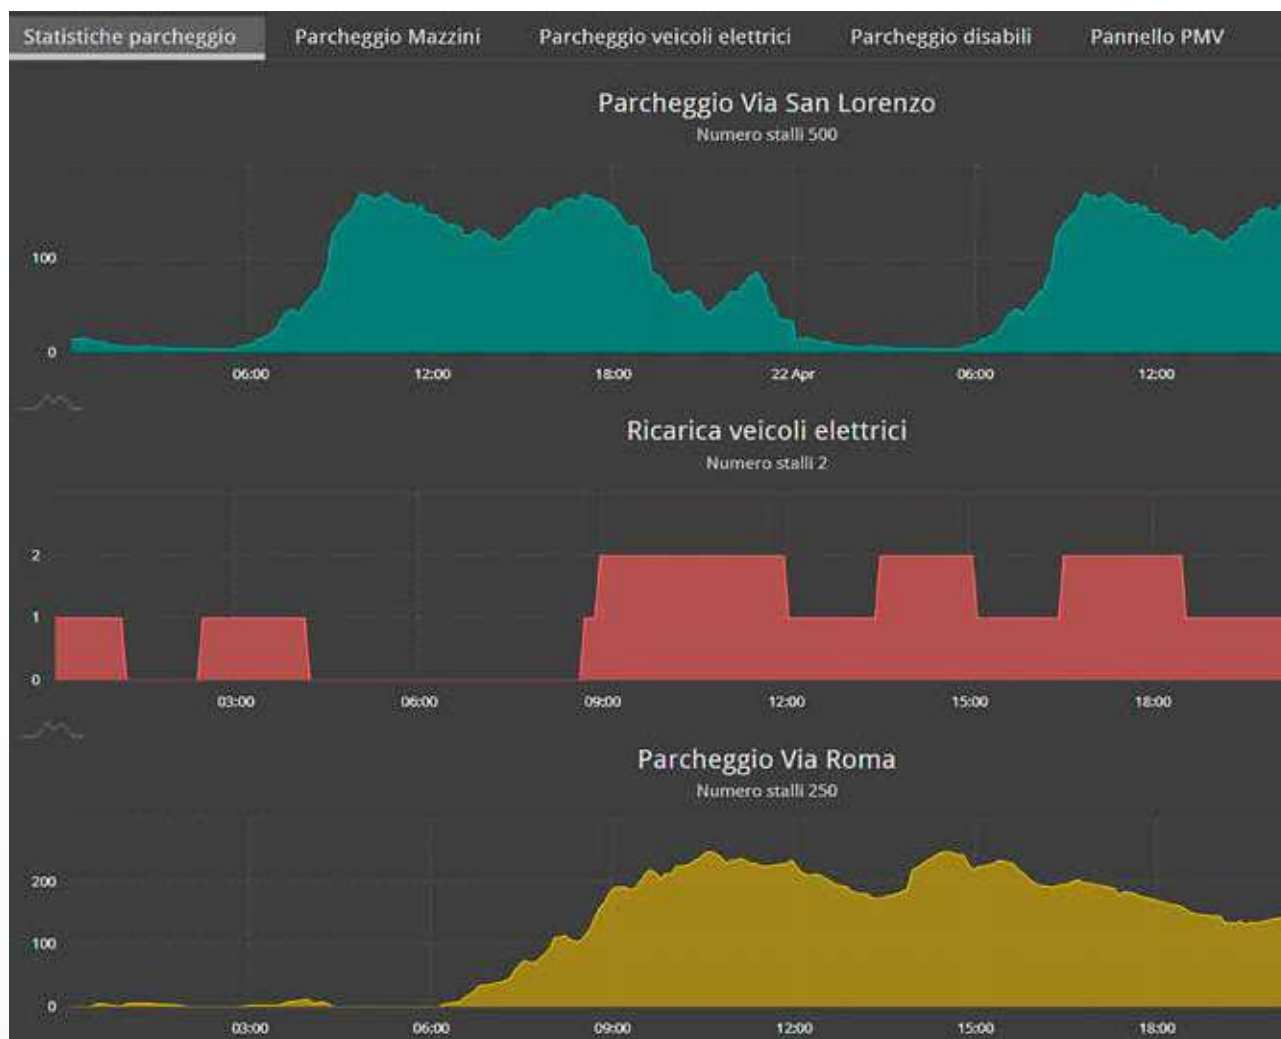 Statistiche parcheggio Parcheggio Mazzini Parcheggio veicoli elettrici Parcheggio disabili Pannello PMV
Parcheggio Via San Lorenzo
Numero stalli 500
100
0
06:00 12:00 18:00 22 Apr 06:00 12:00
Ricarica veicoli elettrici
Numero stalli 2
2
1
0
03:00 06:00 09:00 12:00 15:00 18:00
Parcheggio Via Roma
Numero stalli 250
200
100
0
03:00 06:00 09:00 12:00 15:00 18:00